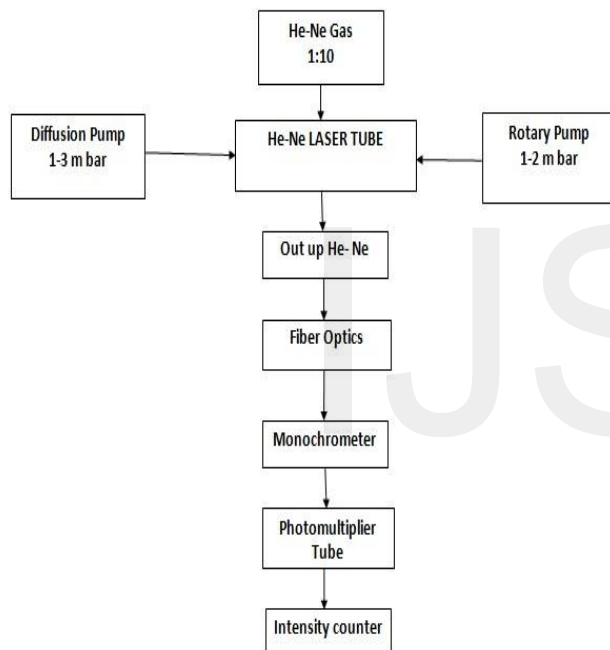 He-Ne Gas
1:10
Diffusion Pump
1-3 m bar
He-Ne LASER TUBE
Rotary Pump
1-2 m bar
Out up He- Ne
Fiber Optics
Monochrometer
Photomultiplier
Tube
Intensity counter
IJS